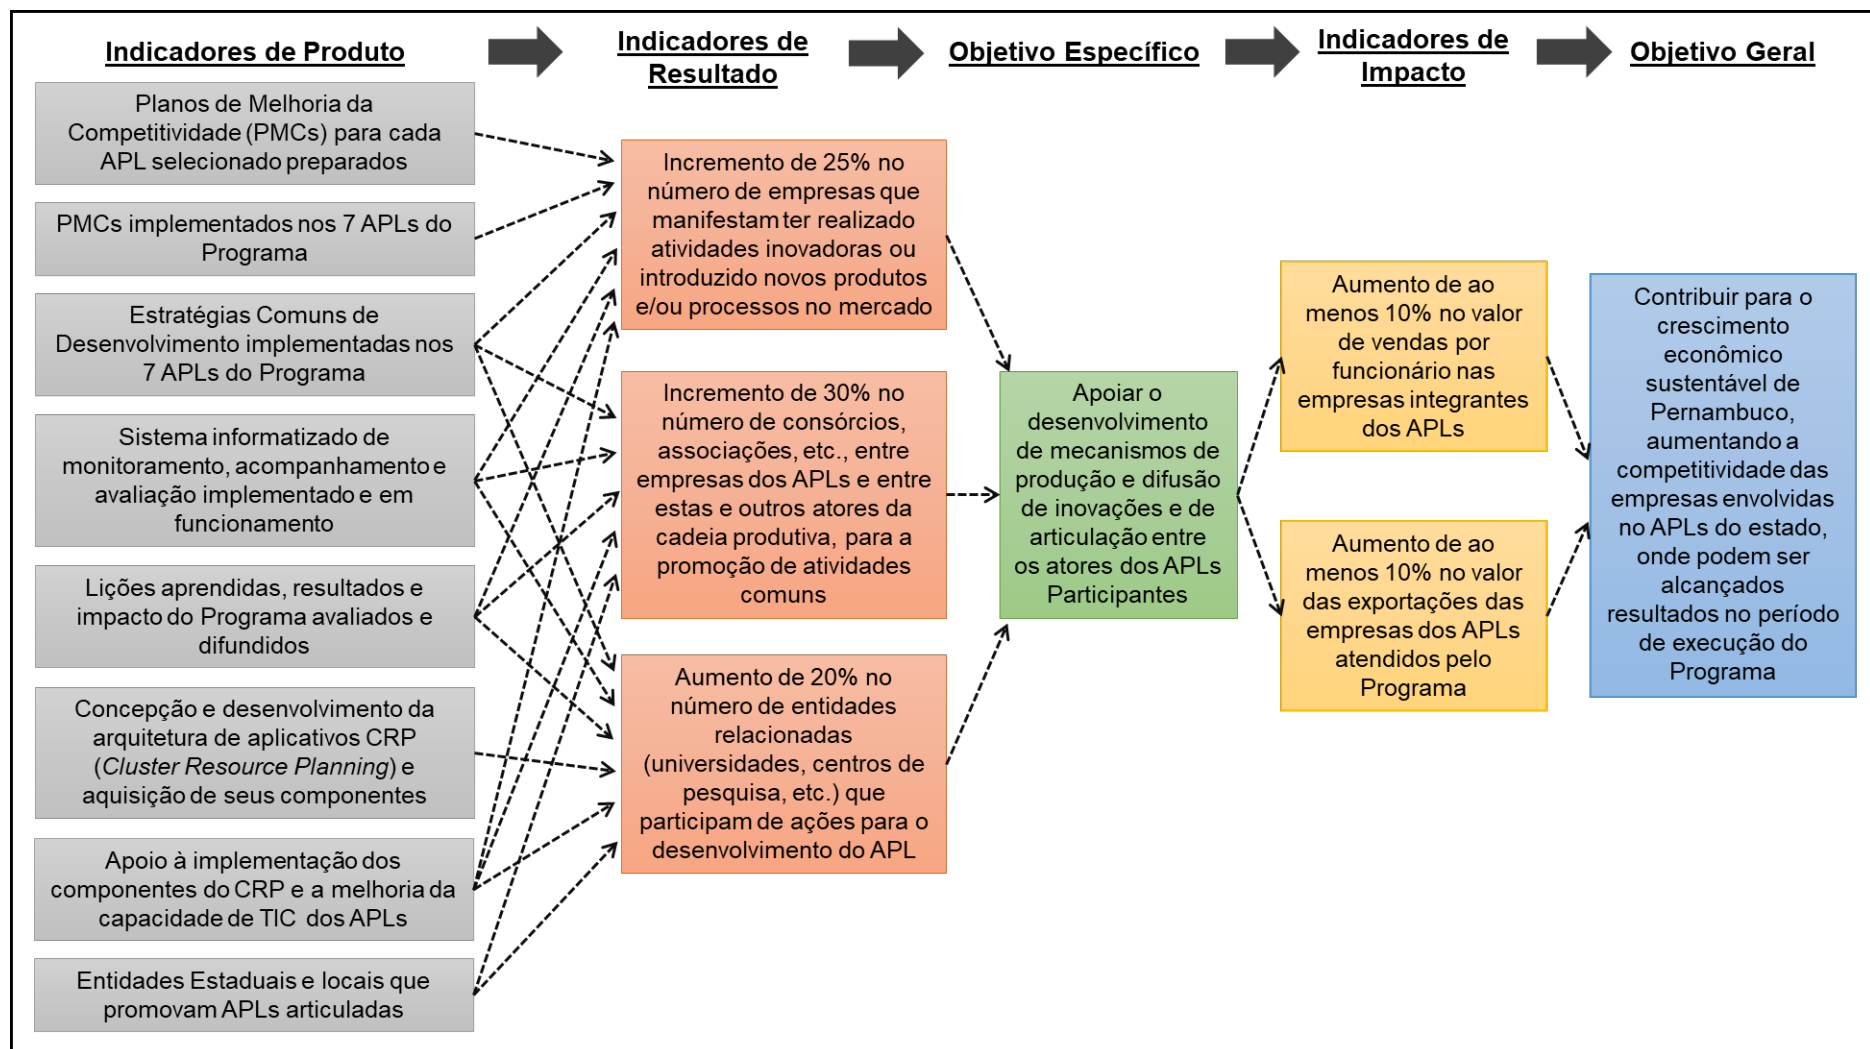 Indicadores de Produto
Indicadores de
Resultado
Objetivo Específico
Indicadores de
Impacto
Objetivo Geral
Planos de Melhoria da
Competitividade (PMCs) para cada
APL selecionado preparados
PMCs implementados nos 7 APLs do
Programa
Estratégias Comuns de
Desenvolvimento implementadas nos
7 APLs do Programa
Sistema informatizado de
monitoramento, acompanhamento e
avaliação implementado e em
funcionamento
Lições aprendidas, resultados e
impacto do Programa avaliados e
difundidos
Concepção e desenvolvimento da
arquitetura de aplicativos CRP
(Cluster Resource Planning) e
aquisição de seus componentes
Apoio à implementação dos
componentes do CRP e a melhoria da
capacidade de TIC dos APLs
Entidades Estaduais e locais que
promovam APLs articuladas
Incremento de 25% no
número de empresas que
manifestam ter realizado
atividades inovadoras ou
introduzido novos produtos
e/ou processos no mercado
Incremento de 30% no
número de consórcios,
associações, etc., entre
empresas dos APLs e entre
estas e outros atores da
cadeia produtiva, para a
promoção de atividades
comuns
Aumento de 20% no
número de entidades
relacionadas
(universidades, centros de
pesquisa, etc.) que
participam de ações para o
desenvolvimento do APL
Apoiar o
desenvolvimento
de mecanismos de
produção e difusão
de inovações e de
articulação entre
os atores dos APLs
Participantes
Aumento de ao
menos 10% no valor
de vendas por
funcionário nas
empresas integrantes
dos APLs
Aumento de ao
menos 10% no valor
das exportações das
empresas dos APLs
atendidos pelo
Programa
Contribuir para o
crescimento
econômico
sustentável de
Pernambuco,
aumentando a
competitividade das
empresas envolvidas
no APLs do estado,
onde podem ser
alcançados
resultados no período
de execução do
Programa